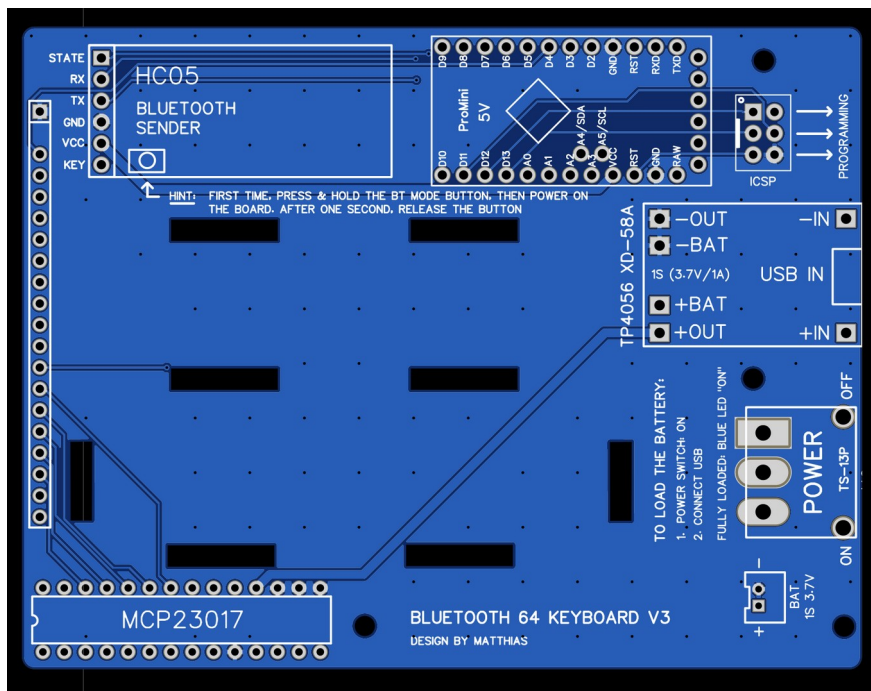 STATE
RX
TX
GND
VCC
KEY
HC05
BLUETOOTH
SENDER
HINT: FIRST TIME, PRESS & HOLD THE BT MODE BUTTON, THEN POWER ON
THE BOARD. AFTER ONE SECOND, RELEASE THE BUTTON
D9 D8 D7 D6 D5 D4 D3 D2 GND RST RXD TXD
ProMini
5V
A4/SDA
A5/SCL
D10 D11 D12 D13 A0 A1 A2 A3 VCC RST GND RAW
ICSP
PROGRAMMING
TP4056 XD-58A
-OUT
-BAT
1S (3.7V/1A)
+BAT
+OUT
-IN
USB IN
+IN
TO LOAD THE BATTERY:
1. POWER SWITCH: ON
2. CONNECT USB
FULLY LOADED: BLUE LED "ON"
OFF
POWER
TS-13P
ON
-
BAT
1S 3.7V
+
MCP23017
BLUETOOTH 64 KEYBOARD V3
DESIGN BY MATTHIAS